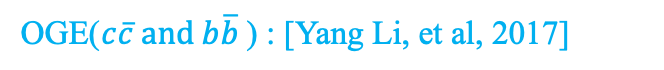 OGE(cc̄ and bb̄ ) : [Yang Li, et al, 2017]